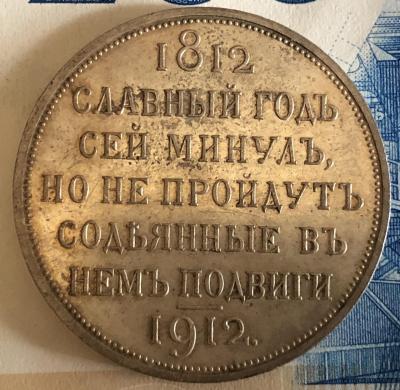 1812
СЛАВНЫЙ ГОДЪ
СЕЙ МИНУЛЪ,
НО НЕ ПРОЙДУТЪ
СОДѢЯННЫЕ ВЪ
НЕМЪ ПОДВИГИ
1912.